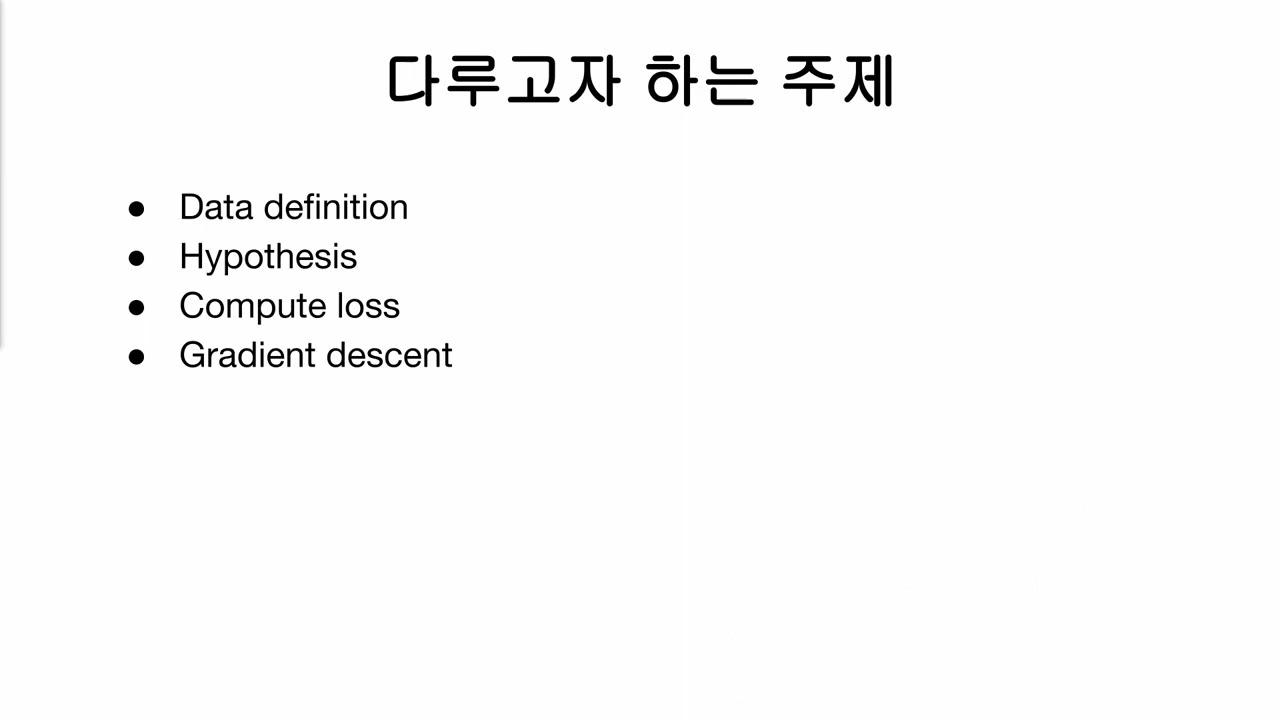 다루고자 하는 주제
● Data definition
● Hypothesis
● Compute loss
● Gradient descent